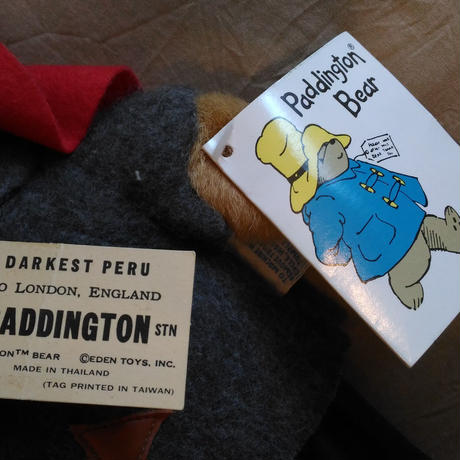 Paddington®
Bear
DARKEST PERU
O LONDON, ENGLAND
ADDINGTON STN
ON™ BEAR ©EDEN TOYS, INC.
MADE IN THAILAND
(TAG PRINTED IN TAIWAN)